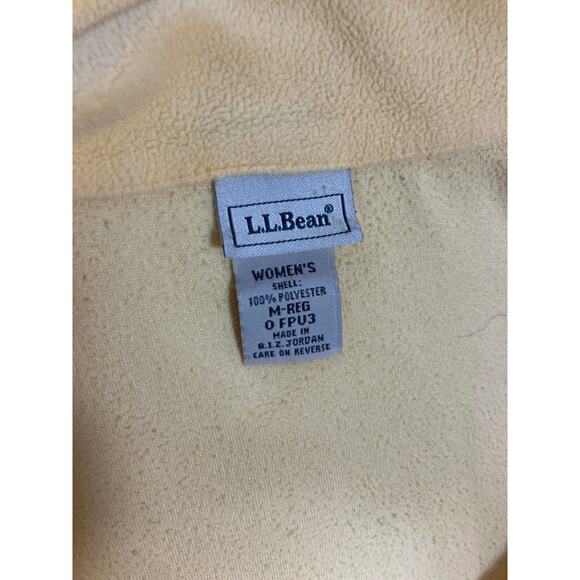 L.L.Bean®
WOMEN'S
SHELL:
100% POLYESTER
M-REG
0 FPU3
MADE IN
Q.I.Z. JORDAN
CARE ON REVERSE